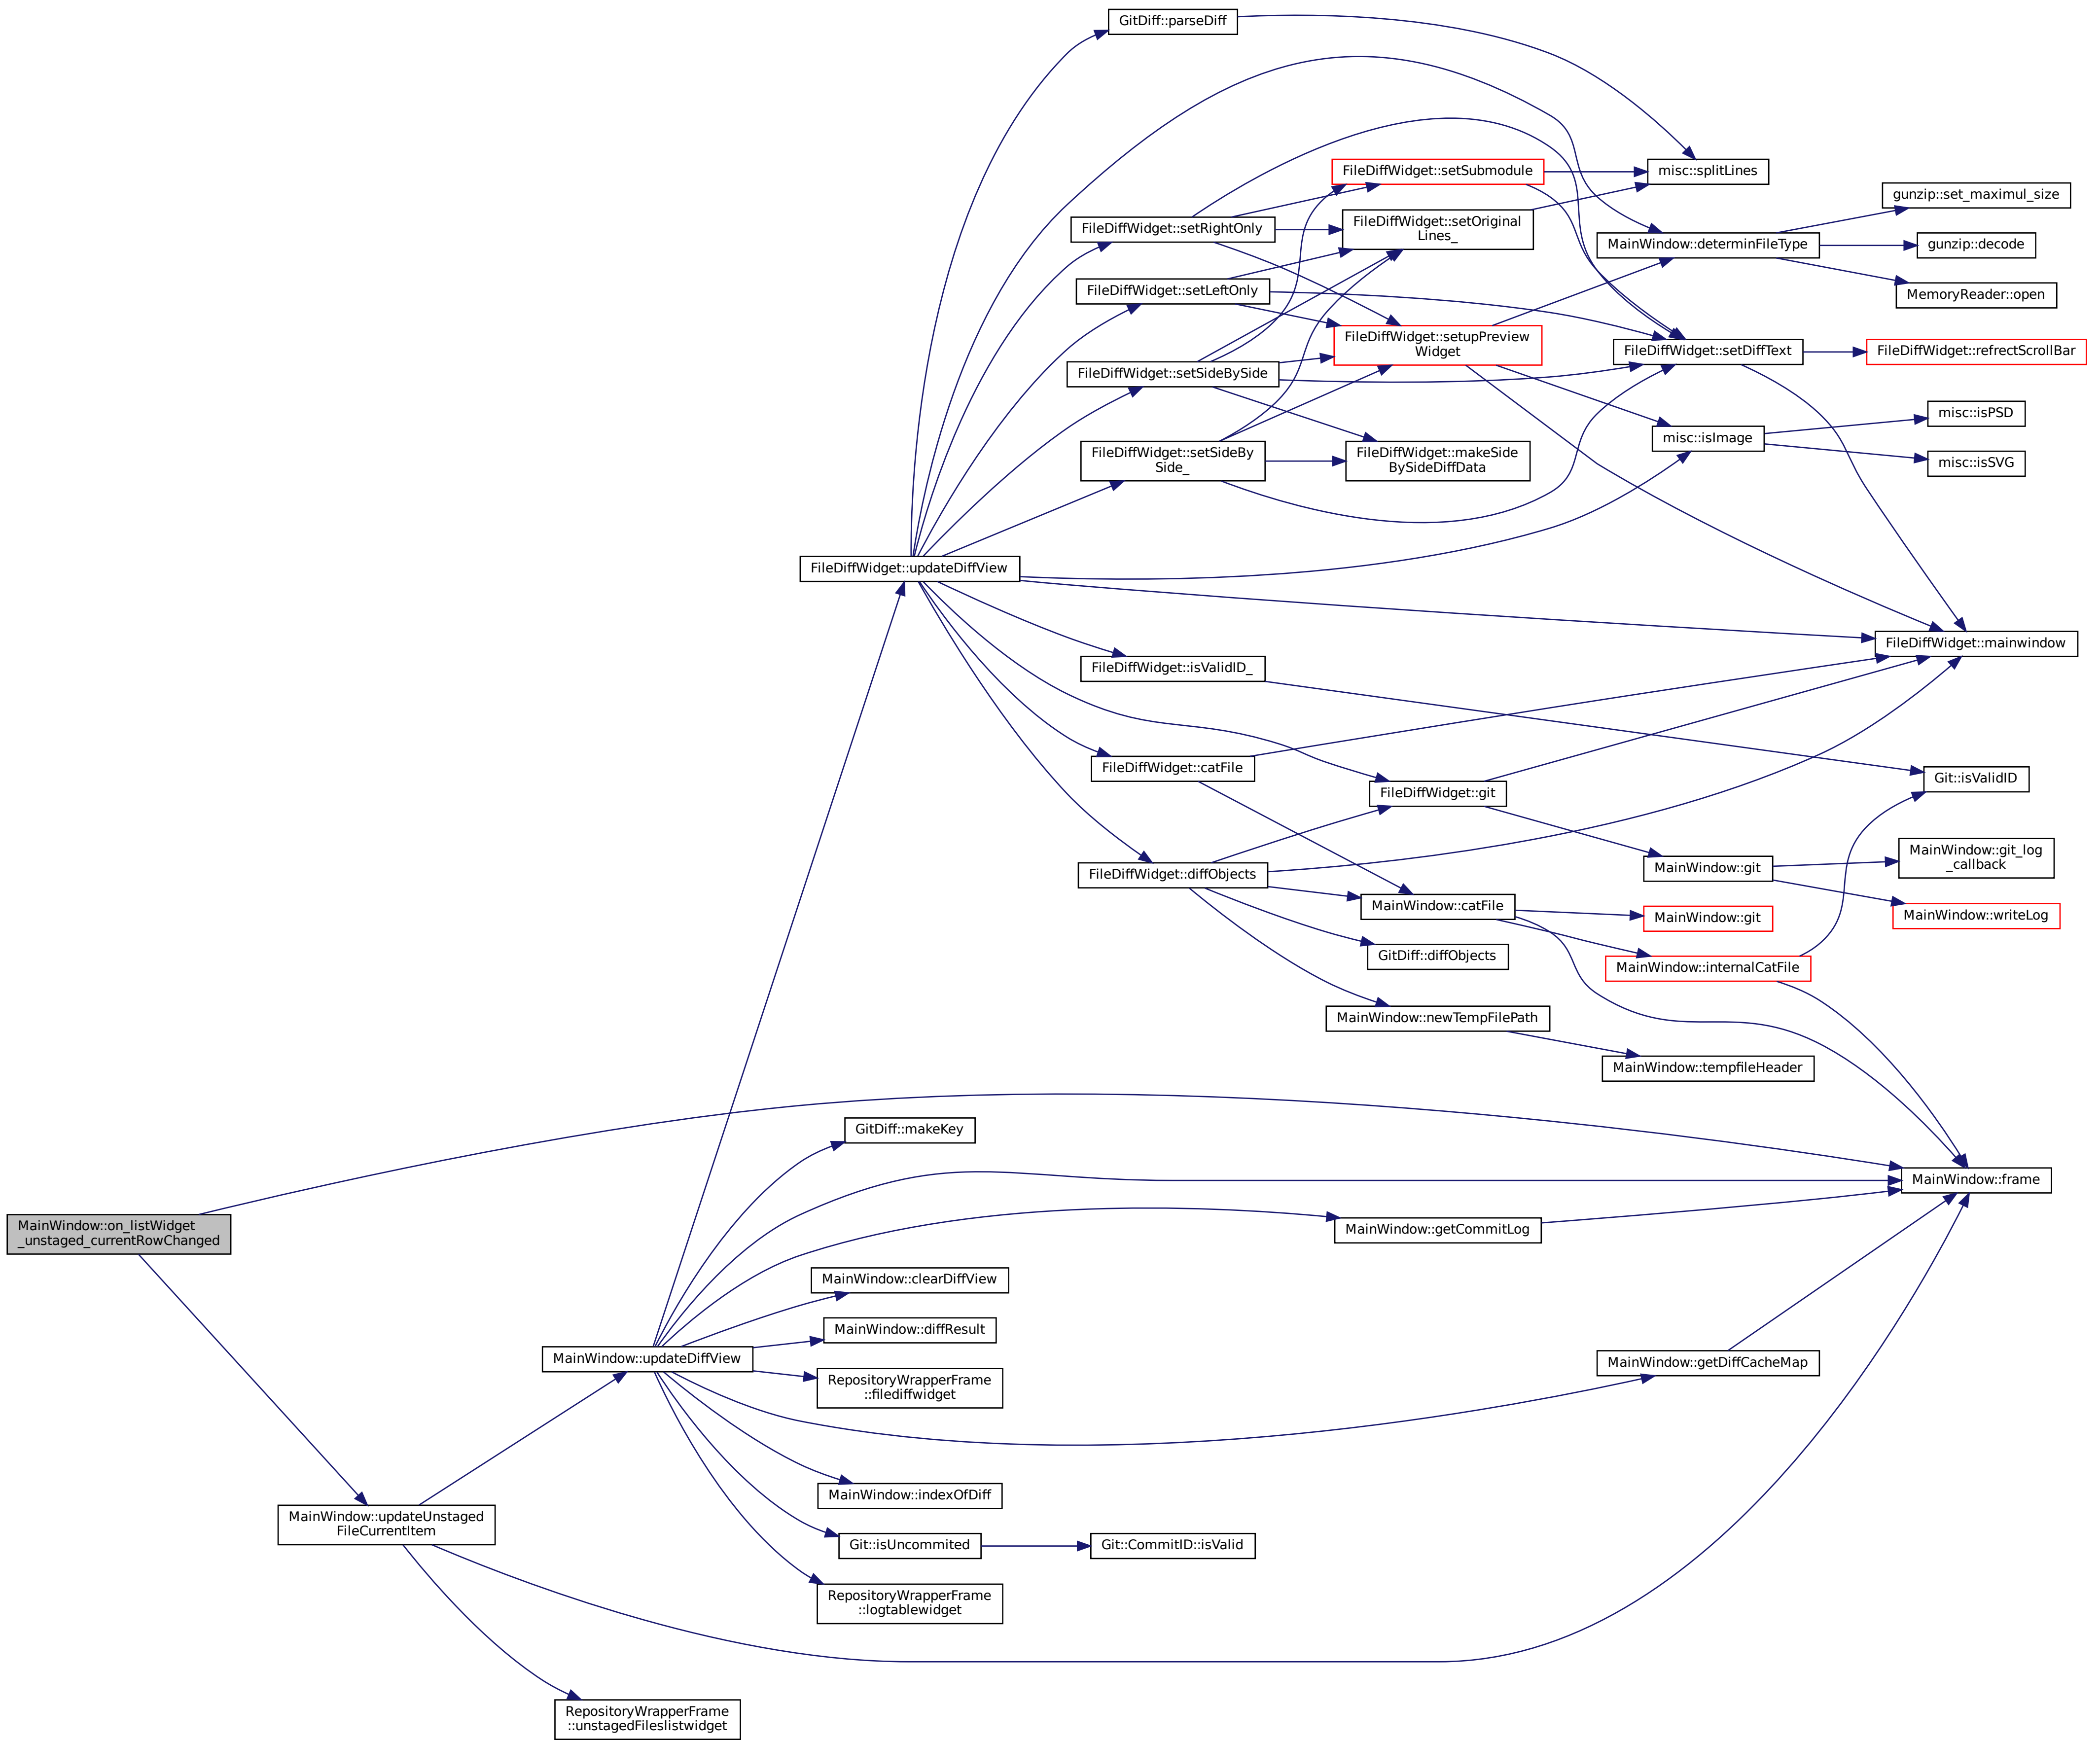 GitDiff::parseDiff
misc::splitLines
FileDiffWidget::setSubmodule
gunzip::set_maximul_size
FileDiffWidget::setRightOnly
FileDiffWidget::setOriginal
Lines_
MainWindow::determinFileType
gunzip::decode
FileDiffWidget::setLeftOnly
MemoryReader::open
FileDiffWidget::setupPreview
Widget
FileDiffWidget::setDiffText
FileDiffWidget::refrectScrollBar
FileDiffWidget::setSideBySide
misc::isPSD
misc::isImage
FileDiffWidget::setSideBy
Side_
FileDiffWidget::makeSide
BySideDiffData
misc::isSVG
FileDiffWidget::updateDiffView
FileDiffWidget::mainwindow
FileDiffWidget::isValidID_
FileDiffWidget::catFile
Git::isValidID
FileDiffWidget::git
MainWindow::git_log
_callback
MainWindow::git
FileDiffWidget::diffObjects
MainWindow::catFile
MainWindow::git
MainWindow::writeLog
GitDiff::diffObjects
MainWindow::internalCatFile
MainWindow::newTempFilePath
MainWindow::tempfileHeader
GitDiff::makeKey
MainWindow::frame
MainWindow::on_listWidget
_unstaged_currentRowChanged
MainWindow::getCommitLog
MainWindow::clearDiffView
MainWindow::diffResult
MainWindow::updateDiffView
MainWindow::getDiffCacheMap
RepositoryWrapperFrame
::filediffwidget
MainWindow::indexOfDiff
MainWindow::updateUnstaged
FileCurrentItem
Git::isUncommited
Git::CommitID::isValid
RepositoryWrapperFrame
::logtablewidget
RepositoryWrapperFrame
::unstagedFileslistwidget